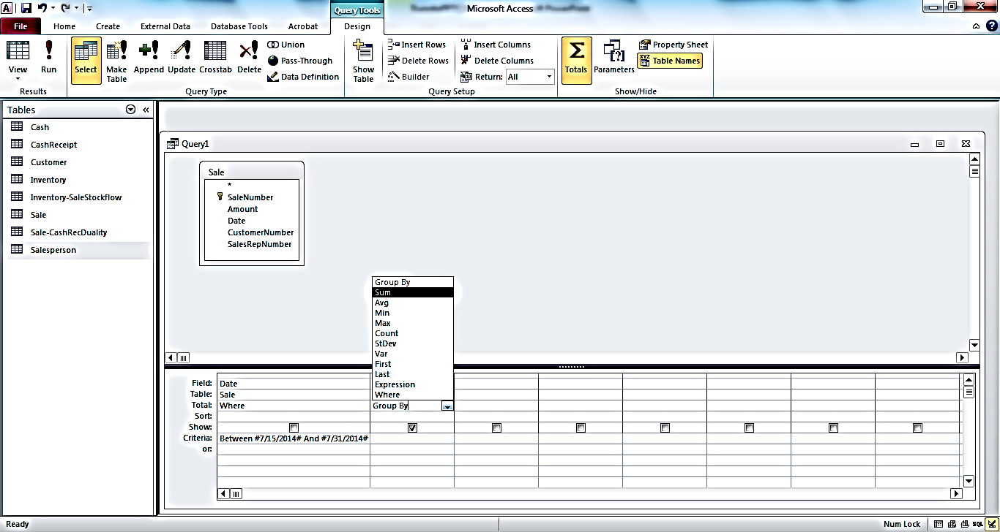 Query Tools
Microsoft Access
File Home Create External Data Database Tools Acrobat Design
View
Run
Results
Select
Make Table
Append
Update
Crosstab
Delete
Union
Pass-Through
Data Definition
Query Type
Show Table
Insert Rows
Delete Rows
Builder
Insert Columns
Delete Columns
Return: All
Query Setup
Totals
Parameters
Property Sheet
Table Names
Show/Hide
Tables
Cash
CashReceipt
Customer
Inventory
Inventory-SaleStockflow
Sale
Sale-CashRecDuality
Salesperson
Query1
Sale
*
SaleNumber
Amount
Date
CustomerNumber
SalesRepNumber
Group By
Sum
Avg
Min
Max
Count
StDev
Var
First
Last
Expression
Where
Field: Date
Table: Sale
Total: Where Group By
Sort:
Show:
Criteria: Between #7/15/2014# And #7/31/2014#
or:
Ready
Num Lock
SQL